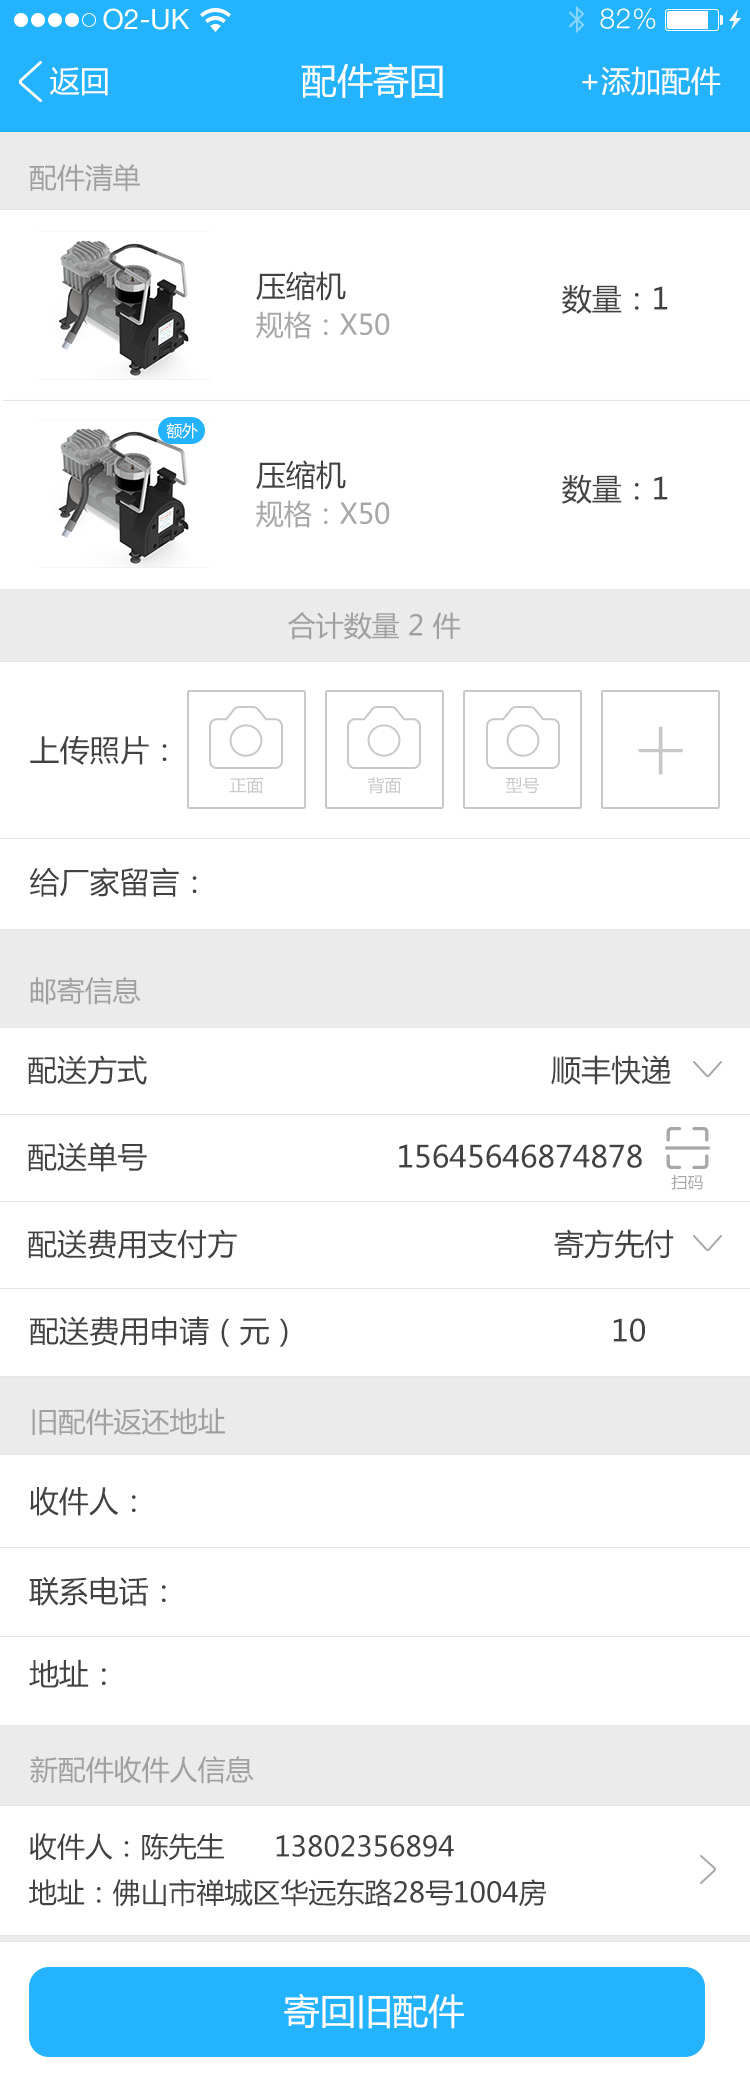 O2-UK 82%
返回 配件寄回 +添加配件
配件清单
压缩机
规格：X50
数量：1
额外
压缩机
规格：X50
数量：1
合计数量 2 件
上传照片：
正面 背面 型号
给厂家留言：
邮寄信息
配送方式 顺丰快递
配送单号 15645646874878
扫码
配送费用支付方 寄方先付
配送费用申请（元） 10
旧配件返还地址
收件人：
联系电话：
地址：
新配件收件人信息
收件人：陈先生 13802356894
地址：佛山市禅城区华远东路28号1004房
寄回旧配件